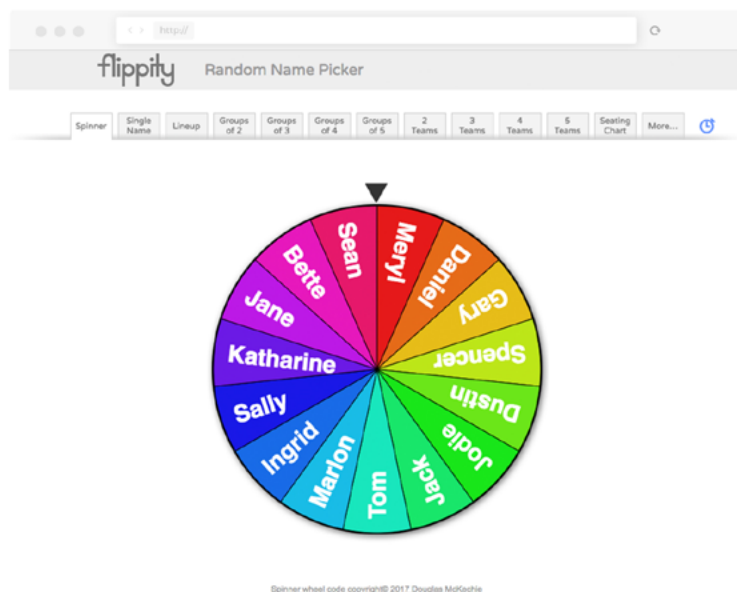 http://
flippity Random Name Picker
Spinner Single Name Lineup Groups of 2 Groups of 3 Groups of 4 Groups of 5 2 Teams 3 Teams 4 Teams 5 Teams Seating Chart More...
Meryl
Daniel
Gary
Spencer
Dustin
Jodie
Jack
Tom
Marlon
Ingrid
Sally
Katharine
Jane
Bette
Sean
Spinner wheel code copyright© 2017 Douglas McKechie